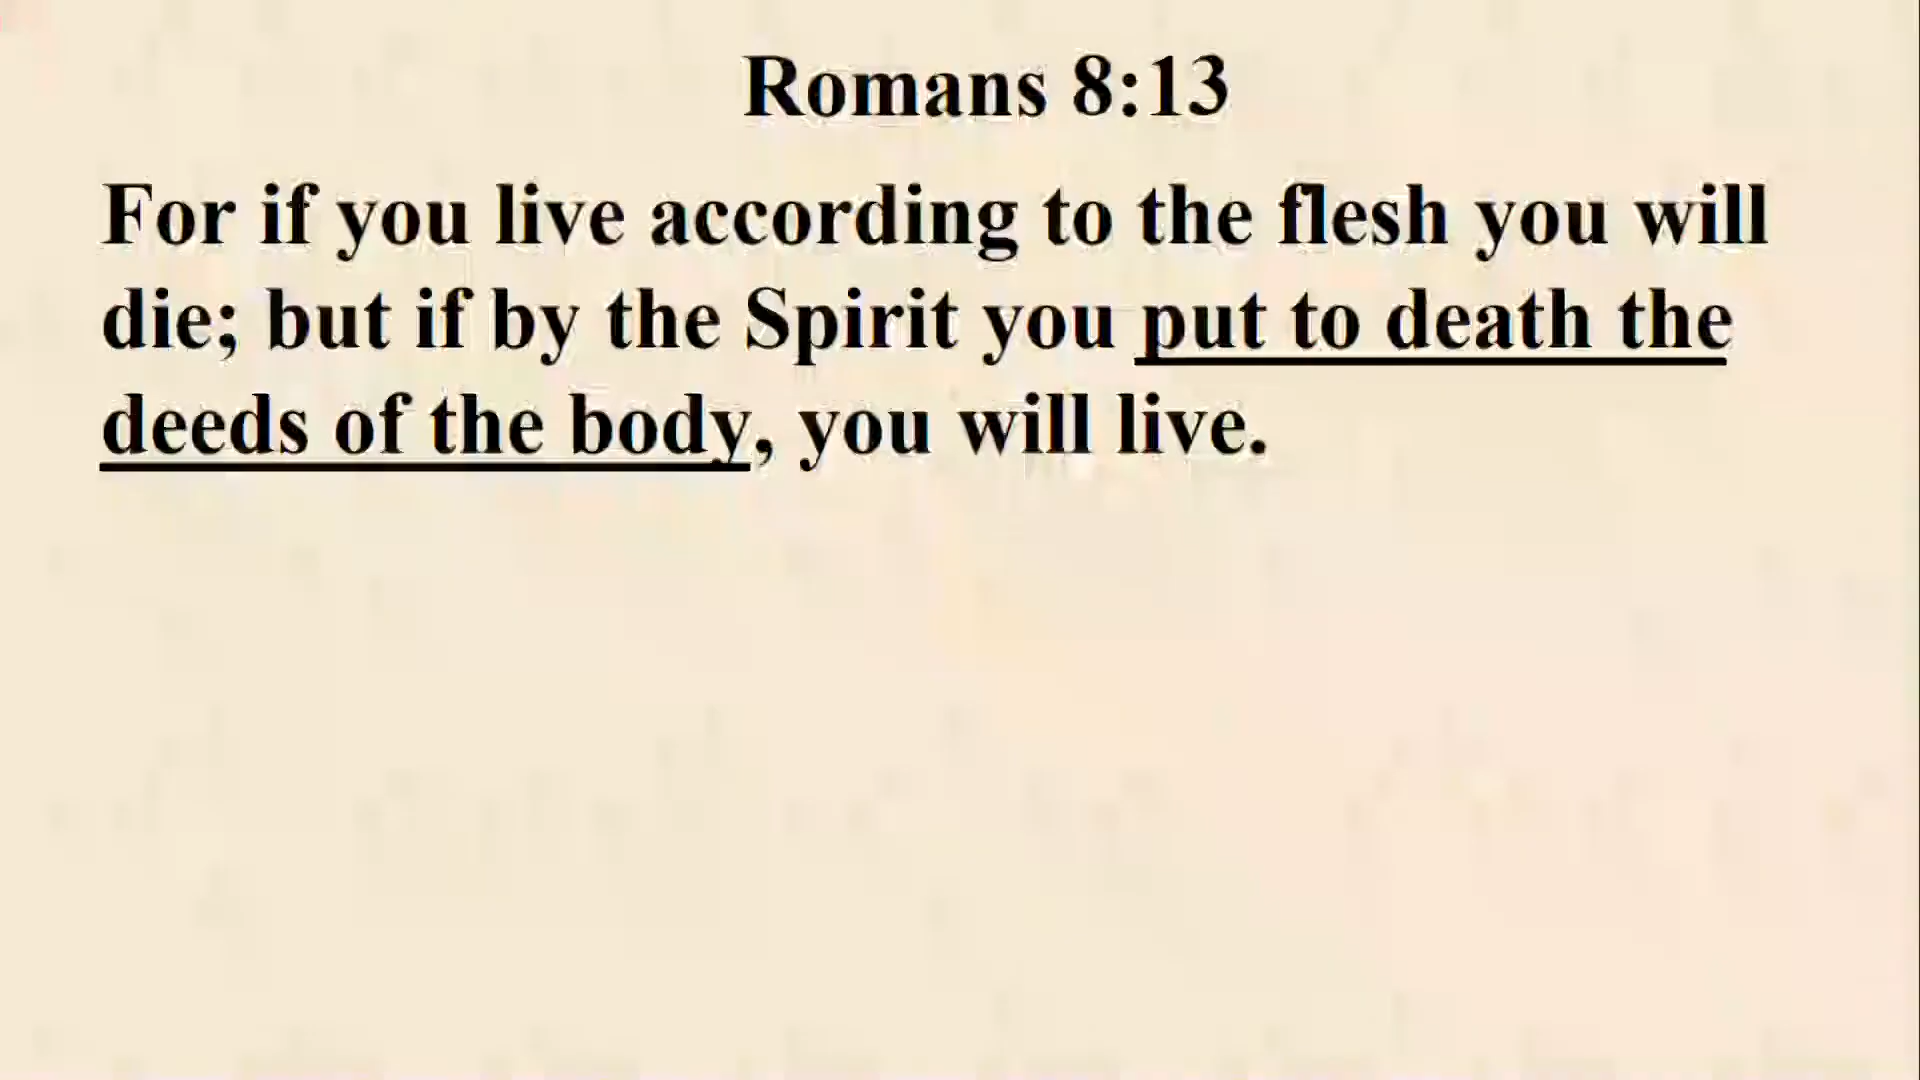 Romans 8:13
For if you live according to the flesh you will
die; but if by the Spirit you put to death the
deeds of the body, you will live.